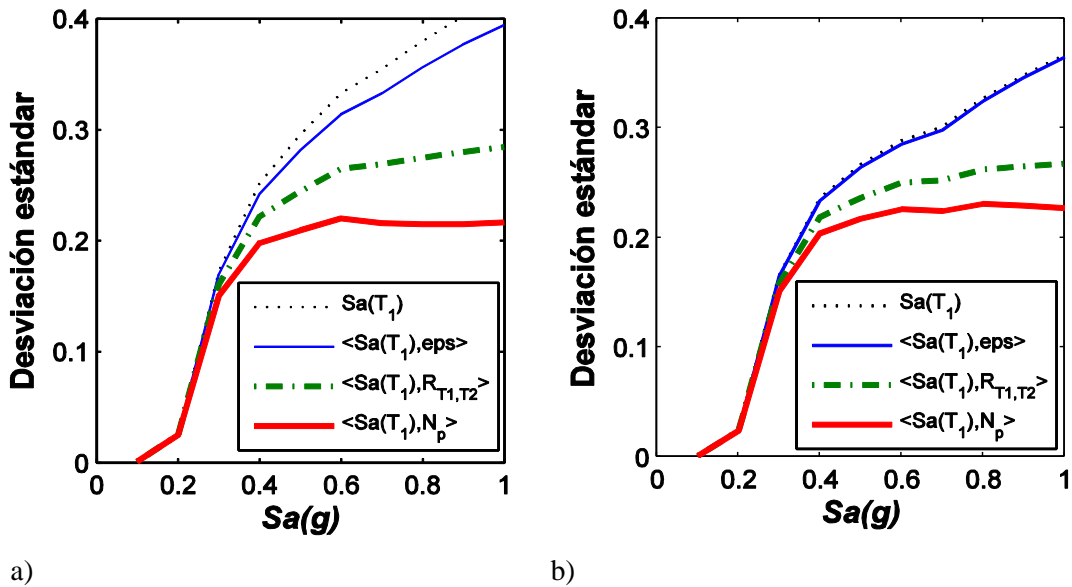 Desviación estándar
0.4
0.3
0.2
0.1
0
0
0.2
0.4
0.6
0.8
1
Sa(g)
Sa(T1)
<Sa(T1),eps>
<Sa(T1),RT1,T2>
<Sa(T1),Np>
a)
Desviación estándar
0.4
0.3
0.2
0.1
0
0
0.2
0.4
0.6
0.8
1
Sa(g)
Sa(T1)
<Sa(T1),eps>
<Sa(T1),RT1,T2>
<Sa(T1),Np>
b)